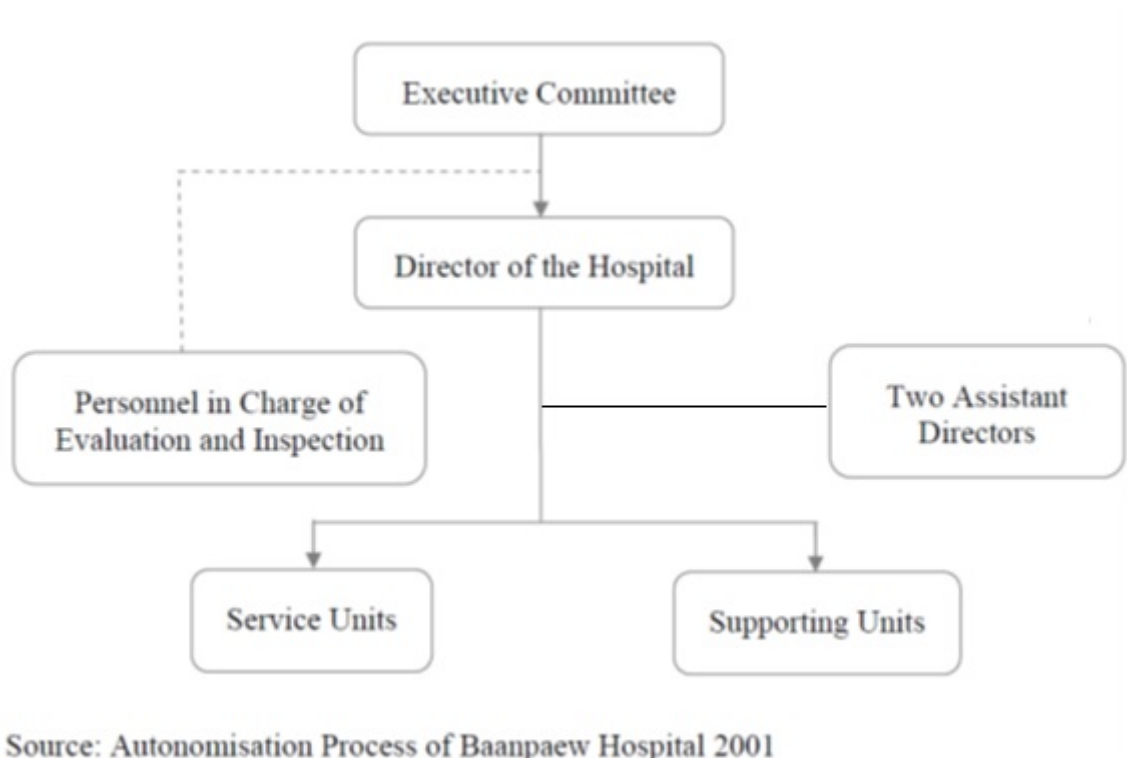 Executive Committee
Director of the Hospital
Personnel in Charge of
Evaluation and Inspection
Two Assistant
Directors
Service Units
Supporting Units
Source: Autonomisation Process of Baanpaew Hospital 2001